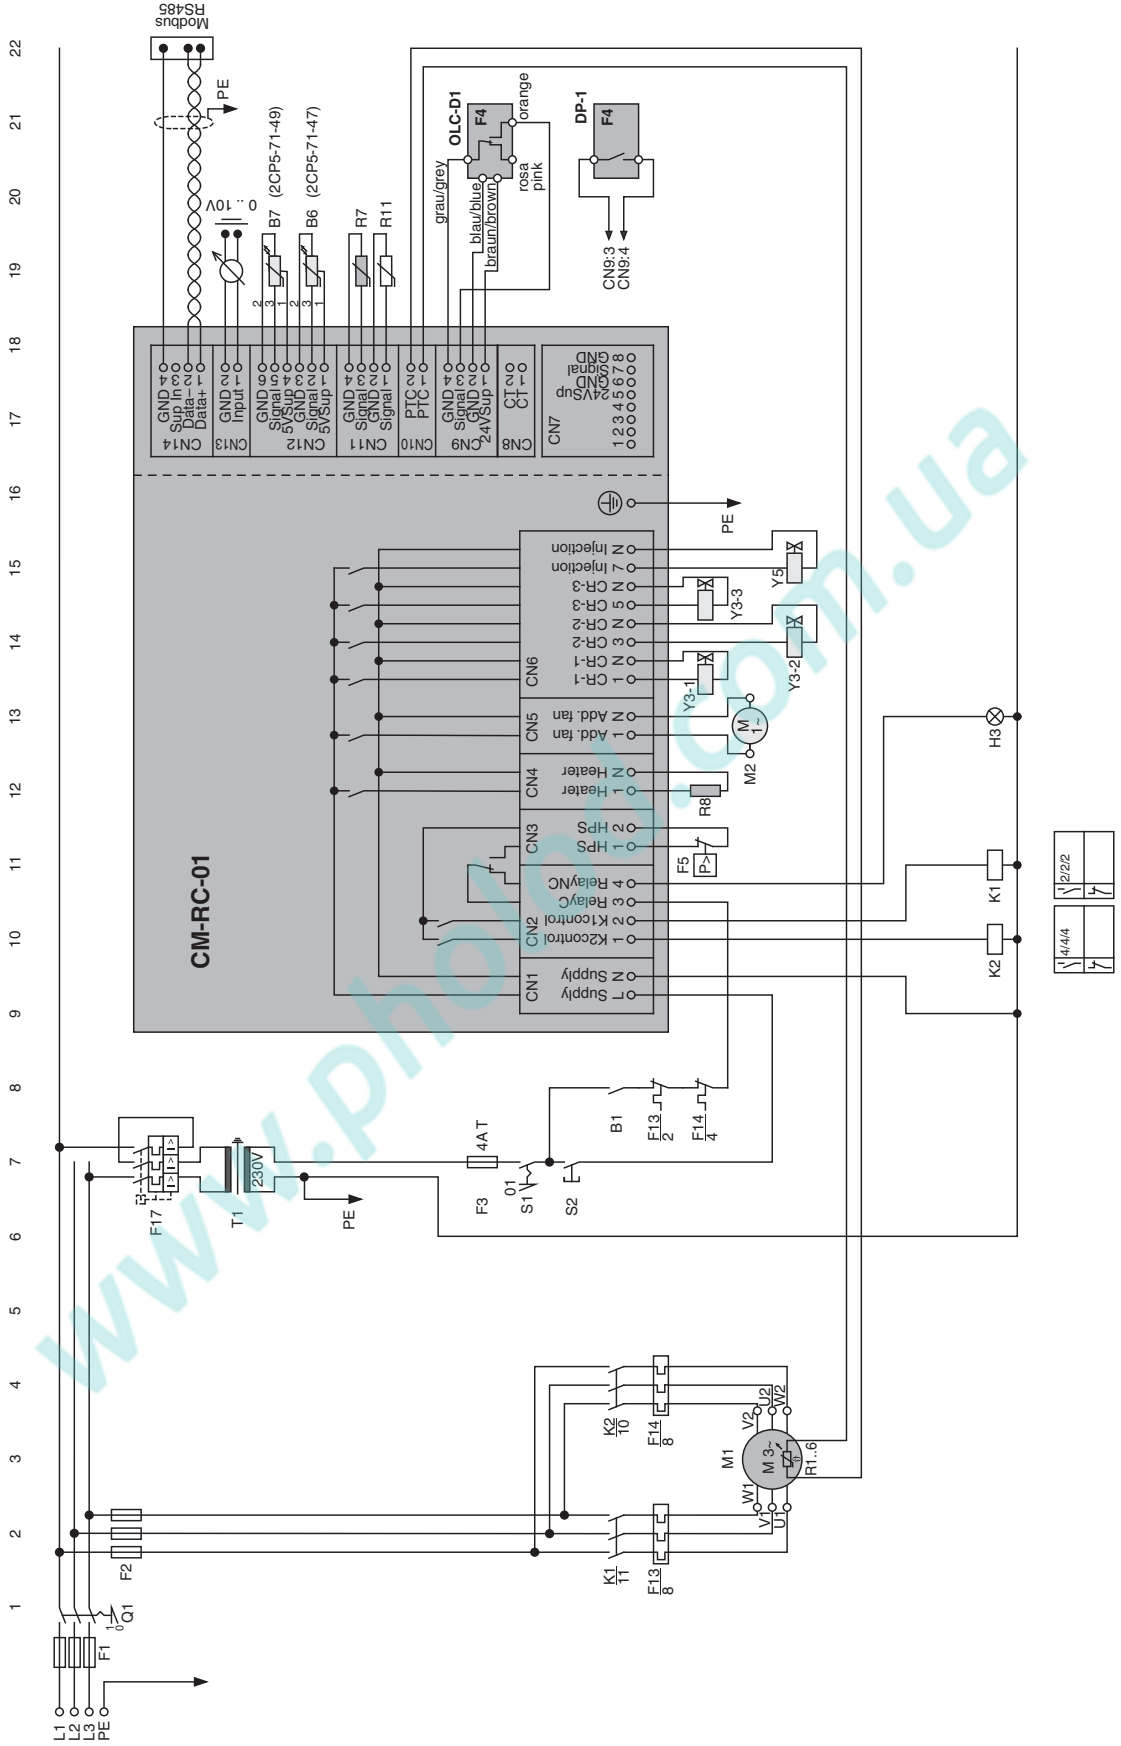 22
21
20
19
18
17
16
15
14
13
12
11
10
9
8
7
6
5
4
3
2
1
Modbus
RS485
PE
0 .. 10V
B7 (2CP5-71-49)
B6 (2CP5-71-47)
2
3
1
2
3
1
R7
R11
OLC-D1
F4
orange
grau/grey
rosa
pink
blau/blue
braun/brown
DP-1
F4
CN9:3
CN9:4
CM-RC-01
CN14
GND 4
Sup In 3
Data– 2
Data+ 1
CN13
GND 2
Input 1
CN12
GND 6
Signal 5
5VSup 4
GND 3
Signal 2
5VSup 1
CN11
GND 4
Signal 3
GND 2
Signal 1
CN10
PTC 2
PTC 1
CN9
GND 4
Signal 3
GND 2
24VSup 1
CN8
CT 2
CT 1
CN7
GND 8
Signal 7
GND 6
24VSup 5
4
3
2
1
PE
Injection N
Injection 7
CR-3 N
CR-3 5
CR-2 N
CR-2 3
CN6
CR-1 N
CR-1 1
CN5
Add. fan N
Add. fan 1
CN4
Heater N
Heater 1
CN3
HPS 2
HPS 1
CN2
RelayNC 4
RelayC 3
K1control 2
K2control 1
CN1
Supply N
Supply L
Y5
Y3-3
Y3-2
Y3-1
M
1~
M2
R8
F5
P>
H3
K1
K2
2/2/2
4/4/4
F17
I >
I >
I >
T1
230V
PE
F3
4A T
01
S1
S2
B1
F13
2
F14
4
K2
10
F14
8
K1
11
F13
8
M1
M 3~
R1..6
V2
U2
W2
W1
V1
U1
ϑ
F2
Q1
1
0
F1
L1
L2
L3
PE
www.pholod.com.ua